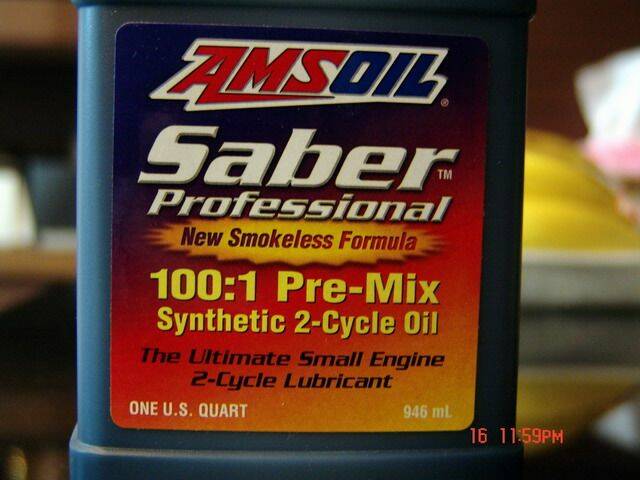 AMSOIL®
Saber™
Professional
New Smokeless Formula
100:1 Pre-Mix
Synthetic 2-Cycle Oil
The Ultimate Small Engine
2-Cycle Lubricant
ONE U.S. QUART 946 mL
16 11:59PM